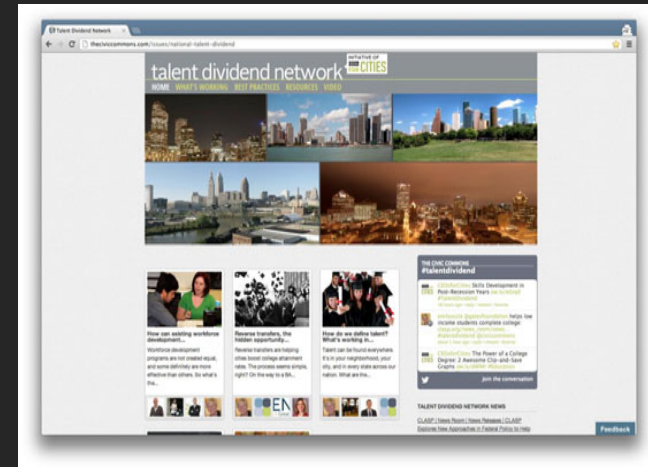 Talent Dividend Network
theciviccommons.com/issues/national-talent-dividend
talent dividend network
INITIATIVE OF
CEOS FOR CITIES
HOME WHAT'S WORKING BEST PRACTICES RESOURCES VIDEO
How can existing workforce
development...
Workforce development
programs are not created equal,
and some definitely are more
effective than others. So what's
the...
Reverse transfers, the
hidden opportunity...
Reverse transfers are helping
cities boost college attainment
rates. The process seems simple,
right? On the way to a BA...
EN
How do we define talent?
What's working in...
Talent can be found everywhere.
It's in your neighborhood, your
city, and in every state across our
nation. What are the...
THE CIVIC COMMONS
#talentdividend
CEOsforCities Skills Development in
Post-Recession Years
#TalentDividend
helps low
income students complete college
CEOsforCities The Power of a College
Degree: 2 Awesome Clip-and-Save
Graphs
Join the conversation
TALENT DIVIDEND NETWORK NEWS
CLASP | News Room | News Releases | CLASP
Explores New Approaches in Federal Policy to Help
Feedback